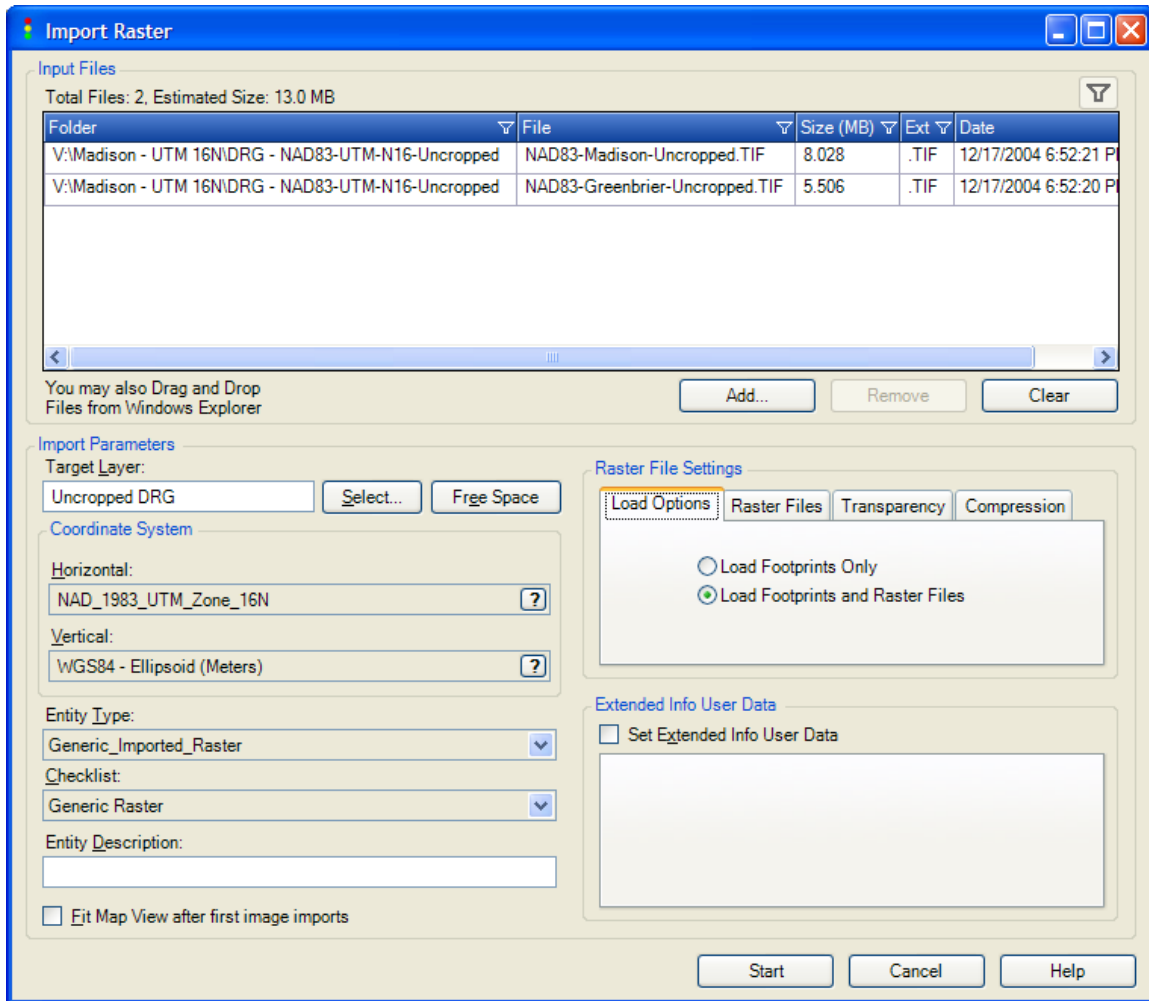 Import Raster
Input Files
Total Files: 2, Estimated Size: 13.0 MB
Folder File Size (MB) Ext Date
V:\Madison - UTM 16N\DRG - NAD83-UTM-N16-Uncropped NAD83-Madison-Uncropped.TIF 8.028 .TIF 12/17/2004 6:52:21
V:\Madison - UTM 16N\DRG - NAD83-UTM-N16-Uncropped NAD83-Greenbrier-Uncropped.TIF 5.506 .TIF 12/17/2004 6:52:20
You may also Drag and Drop
Files from Windows Explorer
Add... Remove Clear
Import Parameters
Target Layer:
Uncropped DRG Select... Free Space
Coordinate System
Horizontal:
NAD_1983_UTM_Zone_16N ?
Vertical:
WGS84 - Ellipsoid (Meters) ?
Entity Type:
Generic_Imported_Raster
Checklist:
Generic Raster
Entity Description:
Fit Map View after first image imports
Raster File Settings
Load Options Raster Files Transparency Compression
Load Footprints Only
Load Footprints and Raster Files
Extended Info User Data
Set Extended Info User Data
Start Cancel Help